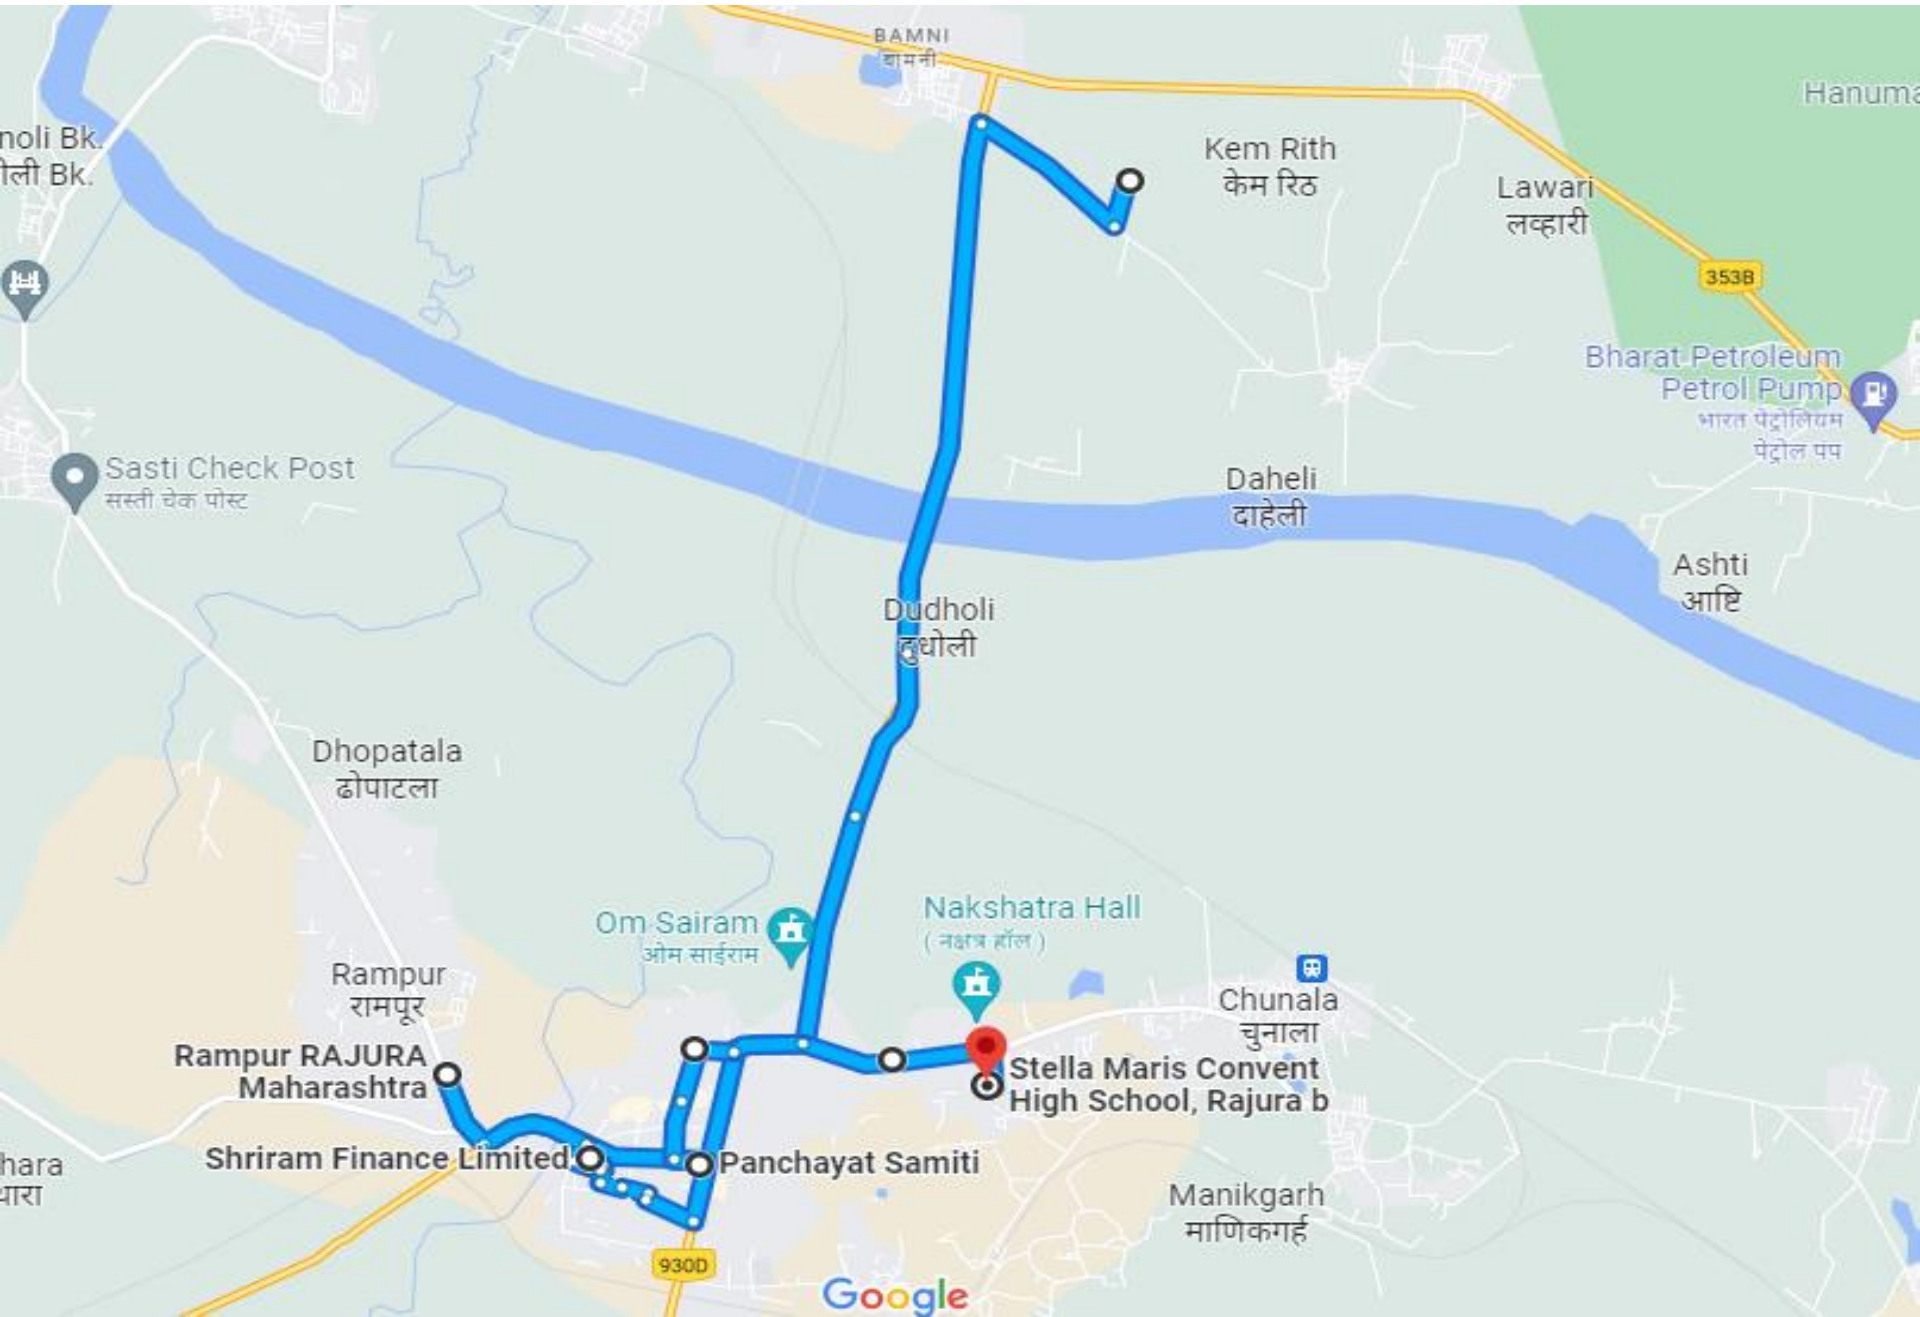 BAMNI
बामनी
Hanuma
noli Bk.
ोली Bk.
Kem Rith
केम रिठ
Lawari
लव्हारी
353B
Bharat Petroleum
Petrol Pump
भारत पेट्रोलियम
पेट्रोल पंप
Sasti Check Post
सस्ती चेक पोस्ट
Daheli
दाहेली
Ashti
आष्टि
Dudholi
दुधोली
Dhopatala
ढोपाटला
Om Sairam
ओम साईराम
Nakshatra Hall
( नक्षत्र हॉल )
Rampur
रामपूर
Chunala
चुनाला
Rampur RAJURA
Maharashtra
Stella Maris Convent
High School, Rajura b
Shriram Finance Limited
Panchayat Samiti
hara
धारा
Manikgarh
माणिकगर्ह
930D
Google